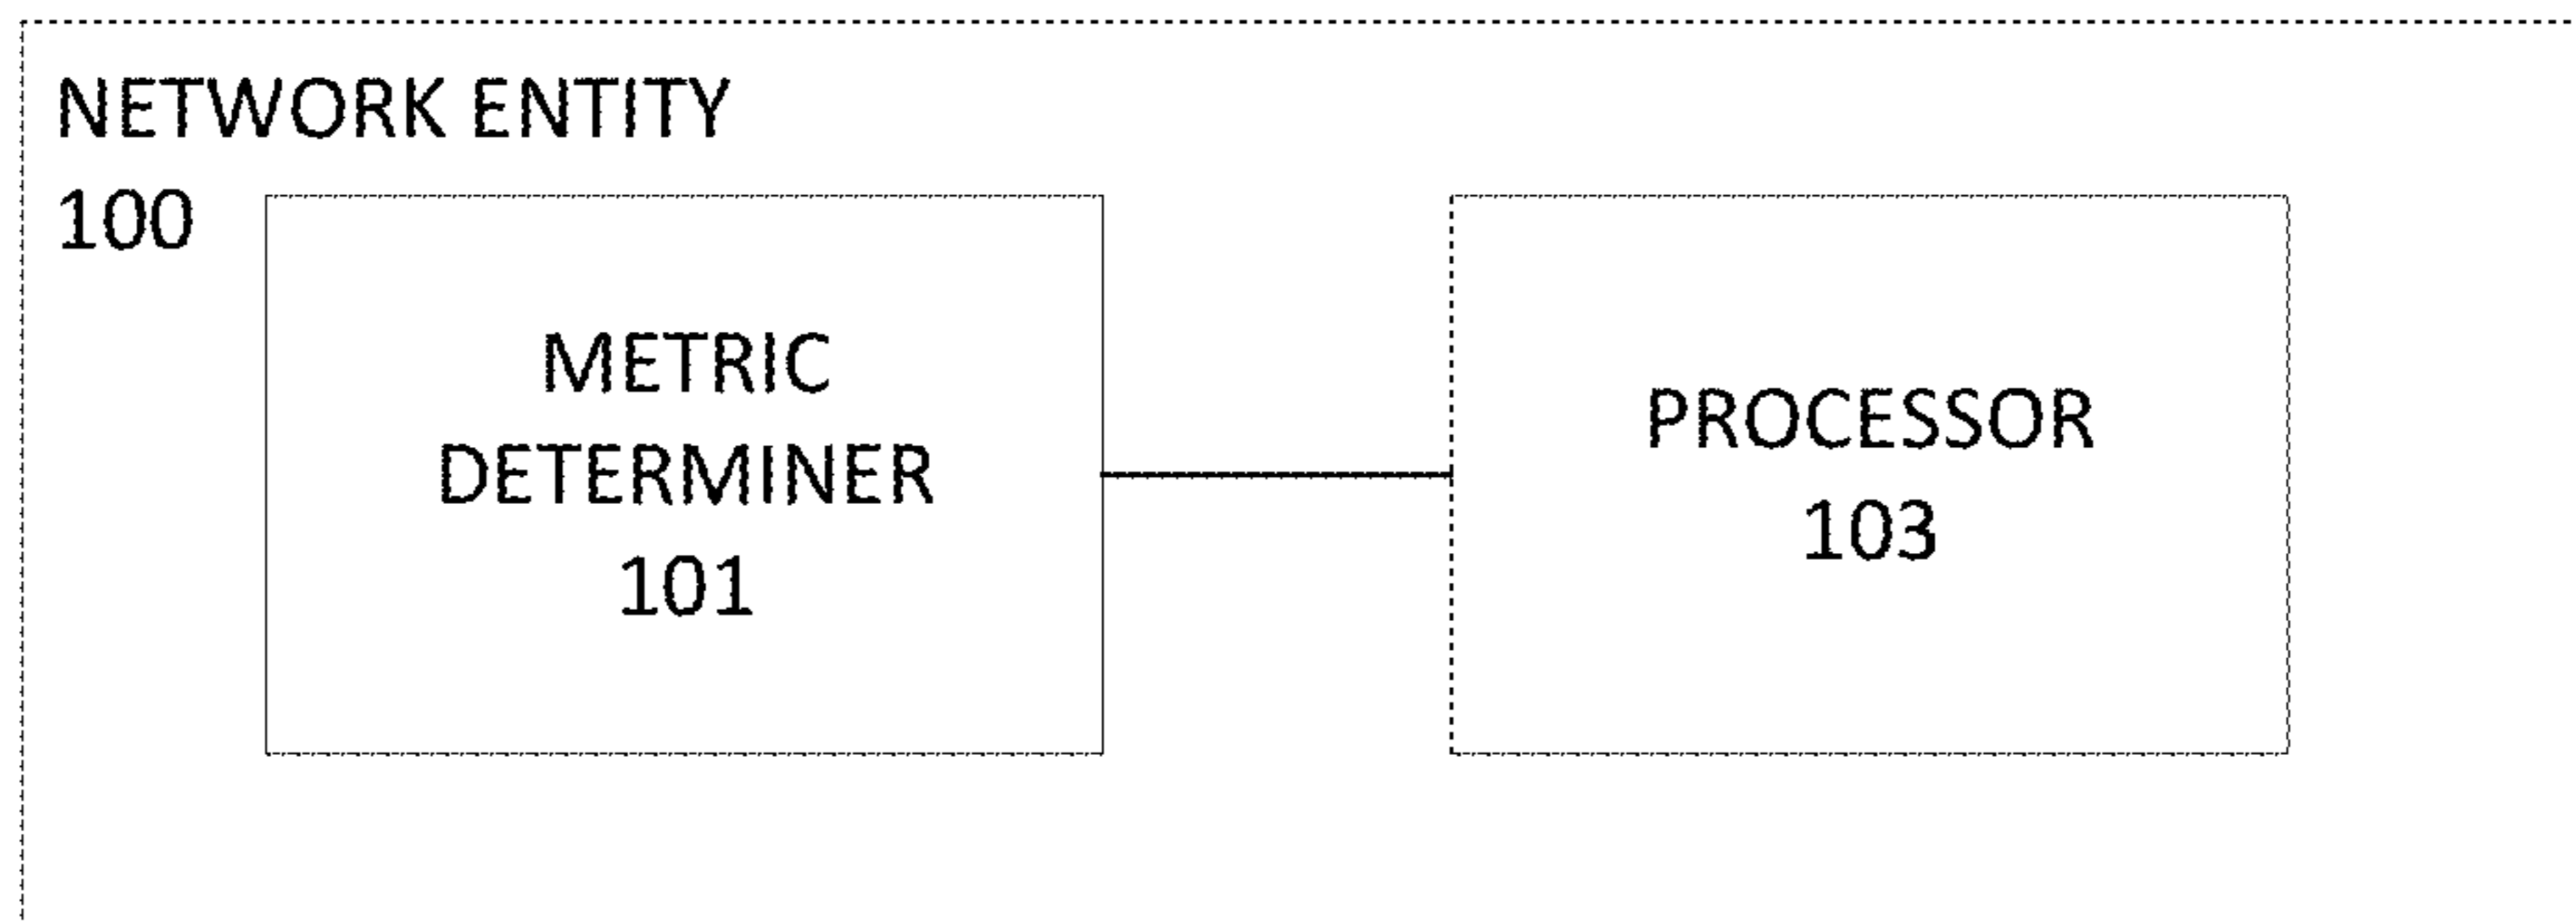 NETWORK ENTITY
100
METRIC
DETERMINER
101
PROCESSOR
103